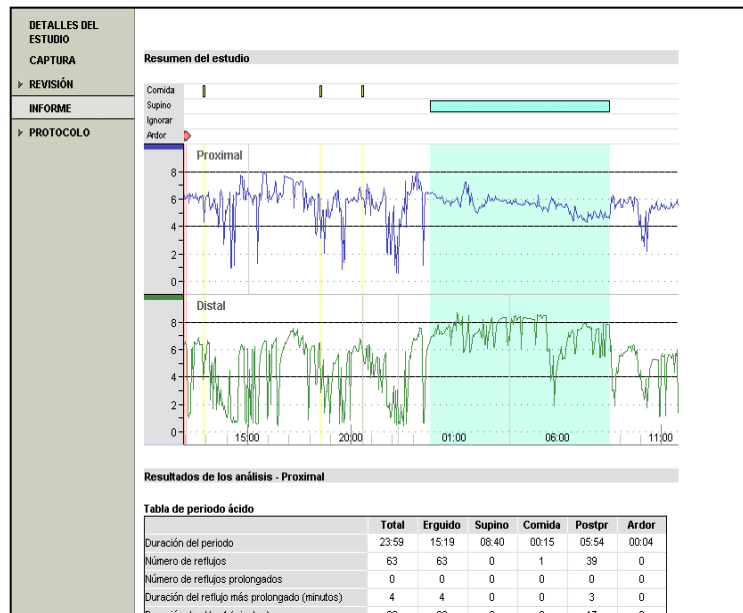 DETALLES DEL
ESTUDIO
CAPTURA
REVISIÓN
INFORME
PROTOCOLO
Resumen del estudio
Comida
Supino
Ignorar
Ardor
Proximal
8
6
4
2
0
Distal
8
6
4
2
0
15:00 20:00 01:00 06:00 11:00
Resultados de los análisis - Proximal
Tabla de periodo ácido
Total Erguido Supino Comida Postpr Ardor
Duración del periodo 23:59 15:19 08:40 00:15 05:54 00:04
Número de reflujos 63 63 0 1 39 0
Número de reflujos prolongados 0 0 0 0 0 0
Duración del reflujo más prolongado (minutos) 4 4 0 0 3 0